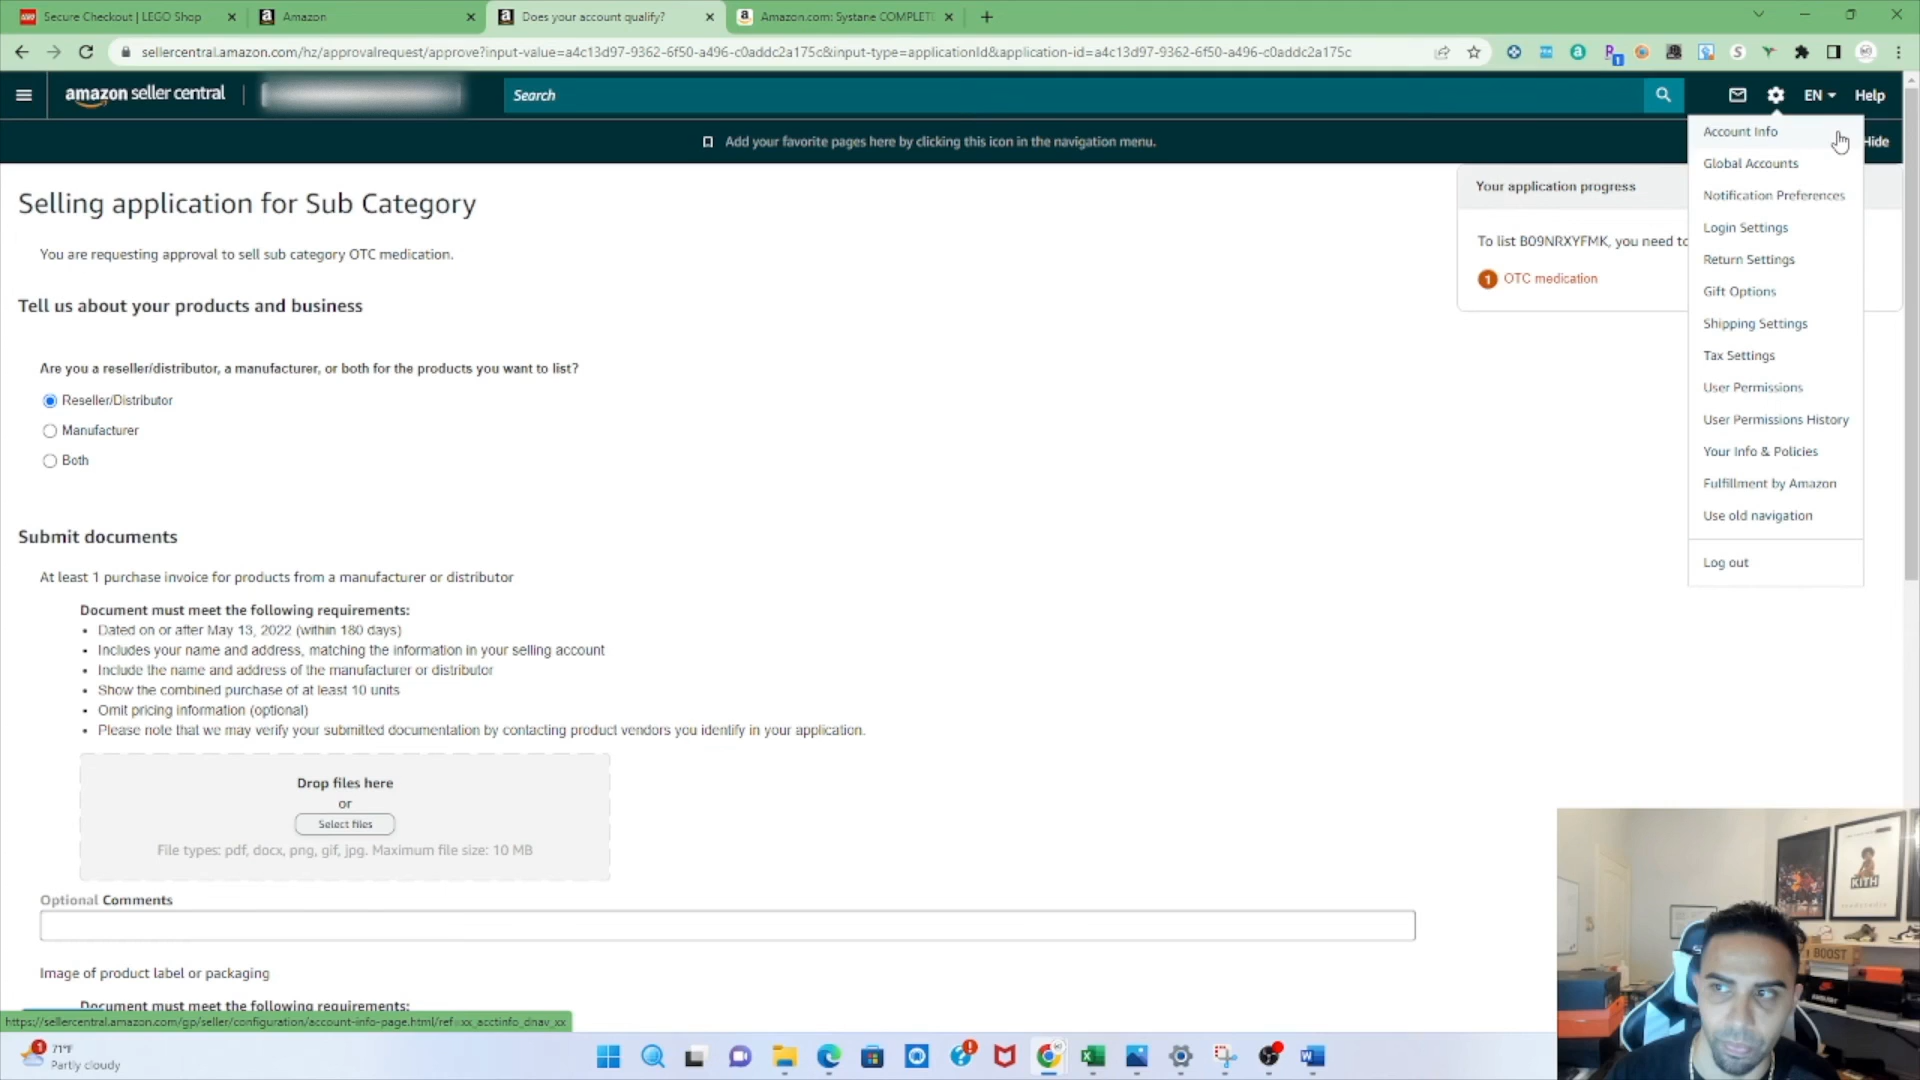 Secure Checkout | LEGO Shop
Amazon
Does your account qualify?
Amazon.com: Systane COMPLETE
sellercentral.amazon.com/hz/approvalrequest/approve?input-value=a4c13d97-9362-6f50-a496-c0addc2a175c&input-type=applicationId&application-id=a4c13d97-9362-6f50-a496-c0addc2a175c
amazon seller central
Search
EN
Help
Add your favorite pages here by clicking this icon in the navigation menu.
Hide
Account Info
Global Accounts
Notification Preferences
Login Settings
Return Settings
Gift Options
Shipping Settings
Tax Settings
User Permissions
User Permissions History
Your Info & Policies
Fulfillment by Amazon
Use old navigation
Log out
Your application progress
To list B09NRXYFMK, you need to
1 OTC medication
Selling application for Sub Category
You are requesting approval to sell sub category OTC medication.
Tell us about your products and business
Are you a reseller/distributor, a manufacturer, or both for the products you want to list?
Reseller/Distributor
Manufacturer
Both
Submit documents
At least 1 purchase invoice for products from a manufacturer or distributor
Document must meet the following requirements:
• Dated on or after May 13, 2022 (within 180 days)
• Includes your name and address, matching the information in your selling account
• Include the name and address of the manufacturer or distributor
• Show the combined purchase of at least 10 units
• Omit pricing information (optional)
• Please note that we may verify your submitted documentation by contacting product vendors you identify in your application.
Drop files here
or
Select files
File types: pdf, docx, png, gif, jpg. Maximum file size: 10 MB
Optional Comments
Image of product label or packaging
Document must meet the following requirements:
https://sellercentral.amazon.com/gp/seller/configuration/account-info-page.html/ref=xx_acctinfo_dnav_xx
KITH
BOOST
1
71°F
Partly cloudy